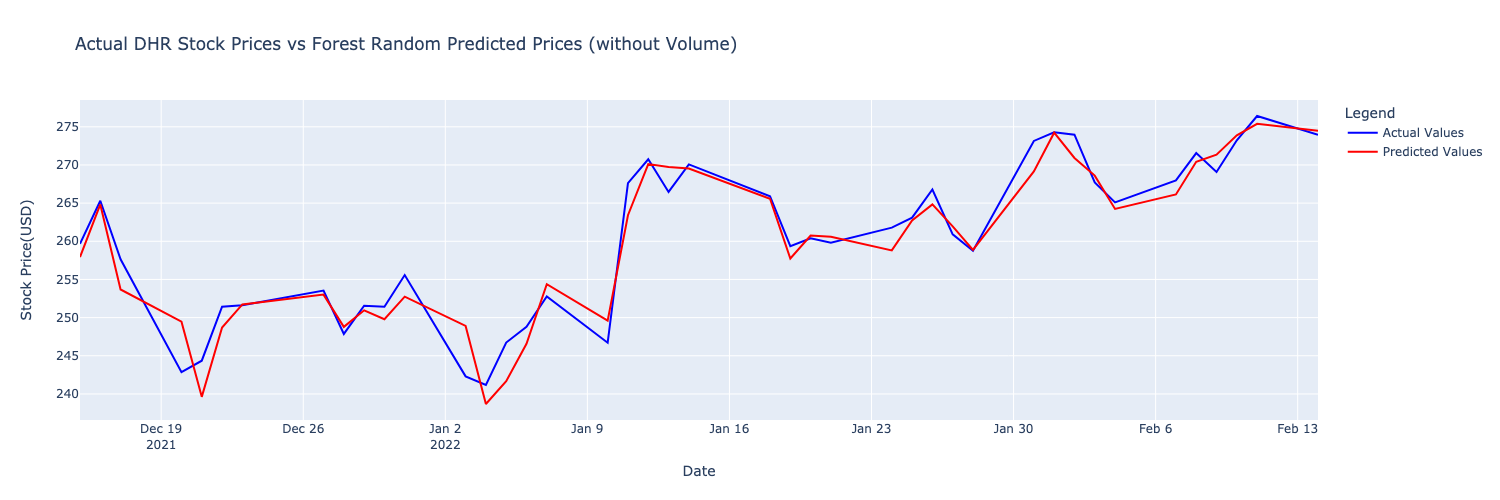 Actual DHR Stock Prices vs Forest Random Predicted Prices (without Volume)
Legend
Actual Values
Predicted Values
Stock Price(USD)
275
270
265
260
255
250
245
240
Dec 19 Dec 26 Jan 2 Jan 9 Jan 16 Jan 23 Jan 30 Feb 6 Feb 13
2021 2022
Date